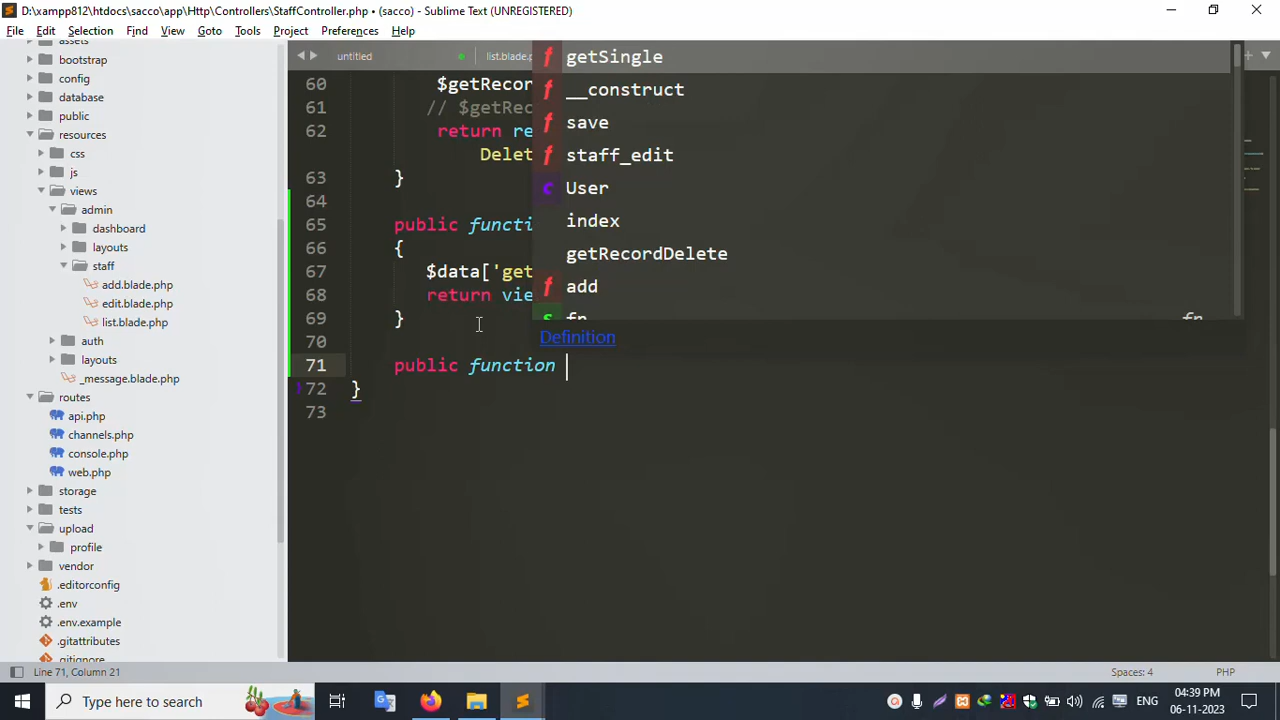 D:\xampp812\htdocs\sacco\app\Http\Controllers\StaffController.php • (sacco) - Sublime Text (UNREGISTERED)
File Edit Selection Find View Goto Tools Project Preferences Help
assets
bootstrap
config
database
public
resources
css
js
views
admin
dashboard
layouts
staff
add.blade.php
edit.blade.php
list.blade.php
auth
layouts
_message.blade.php
routes
api.php
channels.php
console.php
web.php
storage
tests
upload
profile
vendor
.editorconfig
.env
.env.example
.gitattributes
.gitignore
untitled list.blade.p
60 $getRecor
61 // $getRec
62 return re
Delet
63 }
64
65 public functi
66 {
67 $data['get
68 return vie
69 }
70
71 public function
72 }
73
getSingle
__construct
save
staff_edit
User
index
getRecordDelete
add
fn fn
Definition
Line 71, Column 21 Spaces: 4 PHP
Type here to search
ENG
04:39 PM
06-11-2023